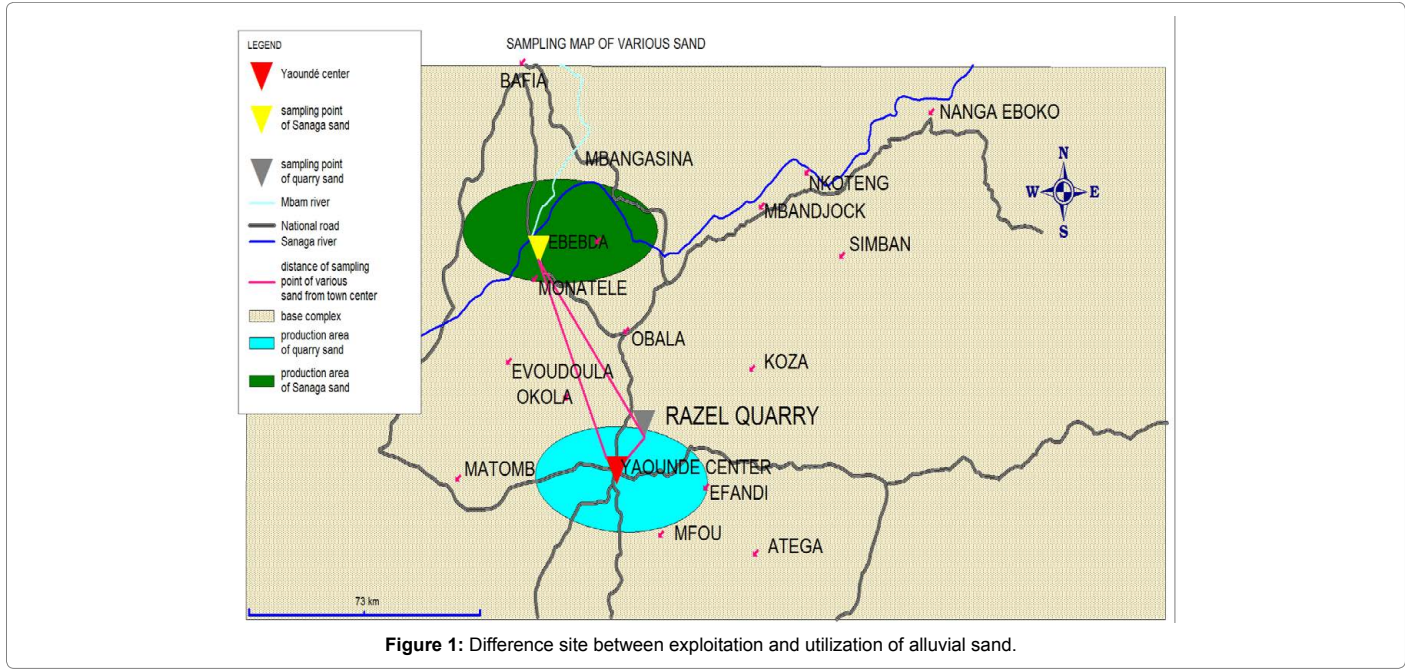 LEGEND
Yaoundé center
sampling point
of Sanaga sand
sampling point
of quarry sand
Mbam river
National road
Sanaga river
distance of sampling
point of various
sand from town center
base complex
production area
of quarry sand
production area
of Sanaga sand
SAMPLING MAP OF VARIOUS SAND
BAFIA
NANGA EBOKO
MBANGASINA
N
W E
S
NKOTENG
MBANDJOCK
EBEBDA
SIMBAN
MONATELE
OBALA
KOZA
EVOUDOULA
OKOLA
RAZEL QUARRY
MATOMB
YAOUNDE CENTER
EFANDI
MFOU
ATEGA
73 km
Figure 1: Difference site between exploitation and utilization of alluvial sand.